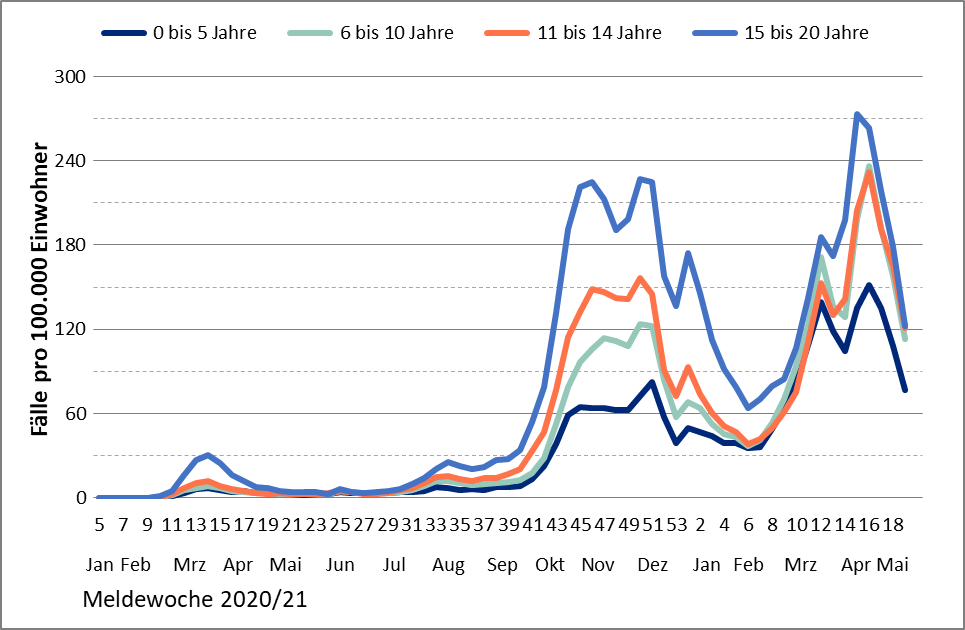 0 bis 5 Jahre 6 bis 10 Jahre 11 bis 14 Jahre 15 bis 20 Jahre
Fälle pro 100.000 Einwohner
300
240
180
120
60
0
5 7 9 11 13 15 17 19 21 23 25 27 29 31 33 35 37 39 41 43 45 47 49 51 53 2 4 6 8 10 12 14 16 18
Jan Feb Mrz Apr Mai Jun Jul Aug Sep Okt Nov Dez Jan Feb Mrz Apr Mai
Meldewoche 2020/21